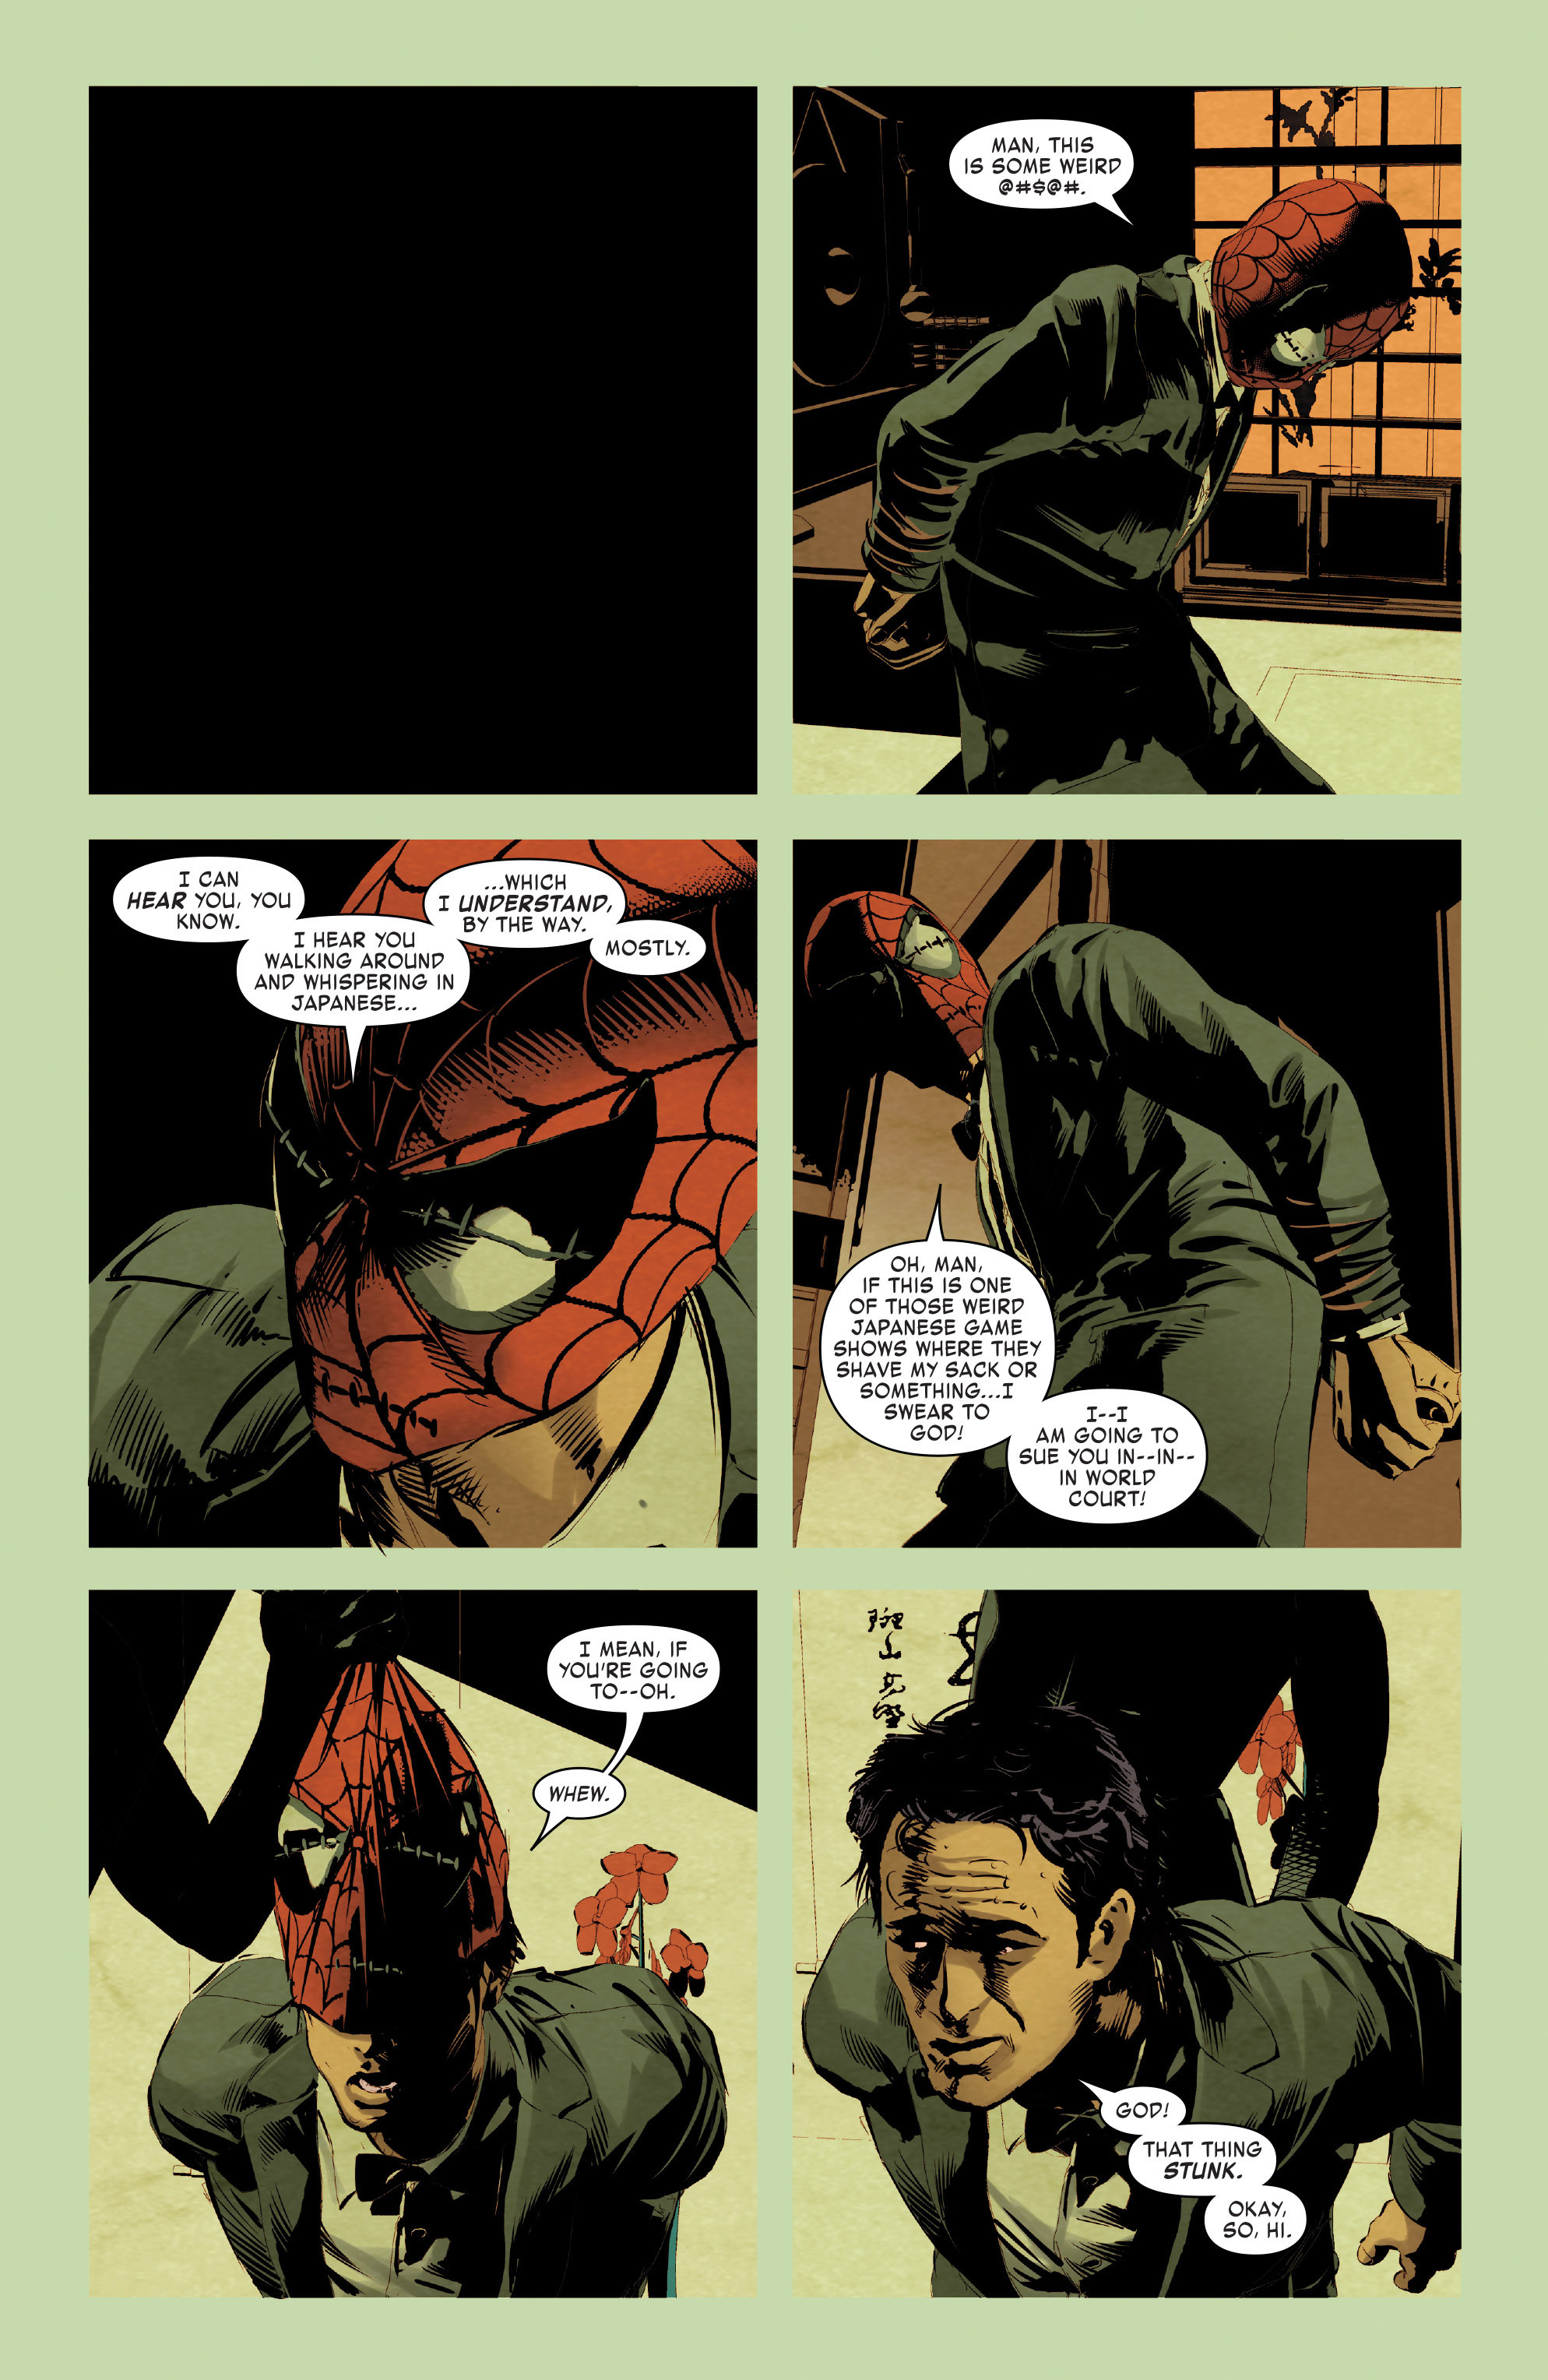 MAN, THIS
IS SOME WEIRD
@#$@#.
I CAN
HEAR YOU, YOU
KNOW.
I HEAR YOU
WALKING AROUND
AND WHISPERING IN
JAPANESE...
...WHICH
I UNDERSTAND,
BY THE WAY.
MOSTLY.
OH, MAN,
IF THIS IS ONE
OF THOSE WEIRD
JAPANESE GAME
SHOWS WHERE THEY
SHAVE MY SACK OR
SOMETHING...I
SWEAR TO
GOD!
I--I
AM GOING TO
SUE YOU IN--IN--
IN WORLD
COURT!
I MEAN, IF
YOU'RE GOING
TO--OH.
WHEW.
GOD!
THAT THING
STUNK.
OKAY,
SO, HI.